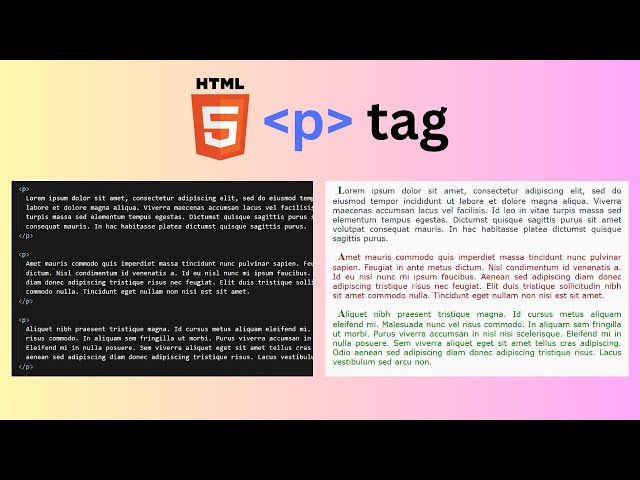 HTML
5
<p> tag
<p>
Lorem ipsum dolor sit amet, consectetur adipiscing elit, sed do eiusmod temp
labore et dolore magna aliqua. Viverra maecenas accumsan lacus vel facilisis.
turpis massa sed elementum tempus egestas. Dictumst quisque sagittis purus s
consequat mauris. In hac habitasse platea dictumst quisque sagittis purus.
</p>
<p>
Amet mauris commodo quis imperdiet massa tincidunt nunc pulvinar sapien. Feu
dictum. Nisl condimentum id venenatis a. Id eu nisl nunc mi ipsum faucibus.
diam donec adipiscing tristique risus nec feugiat. Elit duis tristique solli
commodo nulla. Tincidunt eget nullam non nisi est sit amet.
</p>
<p>
Aliquet nibh praesent tristique magna. Id cursus metus aliquam eleifend mi.
risus commodo. In aliquam sem fringilla ut morbi. Purus viverra accumsan in
Eleifend mi in nulla posuere. Sem viverra aliquet eget sit amet tellus cras
aenean sed adipiscing diam donec adipiscing tristique risus. Lacus vestibulu
</p>
Lorem ipsum dolor sit amet, consectetur adipiscing elit, sed do
eiusmod tempor incididunt ut labore et dolore magna aliqua. Viverra
maecenas accumsan lacus vel facilisis. Id leo in vitae turpis massa
sed elementum tempus egestas. Dictumst quisque sagittis purus sit amet
volutpat consequat mauris. In hac habitasse platea dictumst quisque
sagittis purus.
Amet mauris commodo quis imperdiet massa tincidunt nunc pulvinar
sapien. Feugiat in ante metus dictum. Nisl condimentum id venenatis a.
Id eu nisl nunc mi ipsum faucibus. Aenean sed adipiscing diam donec
adipiscing tristique risus nec feugiat. Elit duis tristique sollicitudin nibh
sit amet commodo nulla. Tincidunt eget nullam non nisi est sit amet.
Aliquet nibh praesent tristique magna. Id cursus metus aliquam
eleifend mi. Malesuada nunc vel risus commodo. In aliquam sem fringilla
ut morbi. Purus viverra accumsan in nisl nisi scelerisque. Eleifend mi in
nulla posuere. Sem viverra aliquet eget sit amet tellus cras adipiscing.
Odio aenean sed adipiscing diam donec adipiscing tristique risus. Lacus
vestibulum sed arcu non.